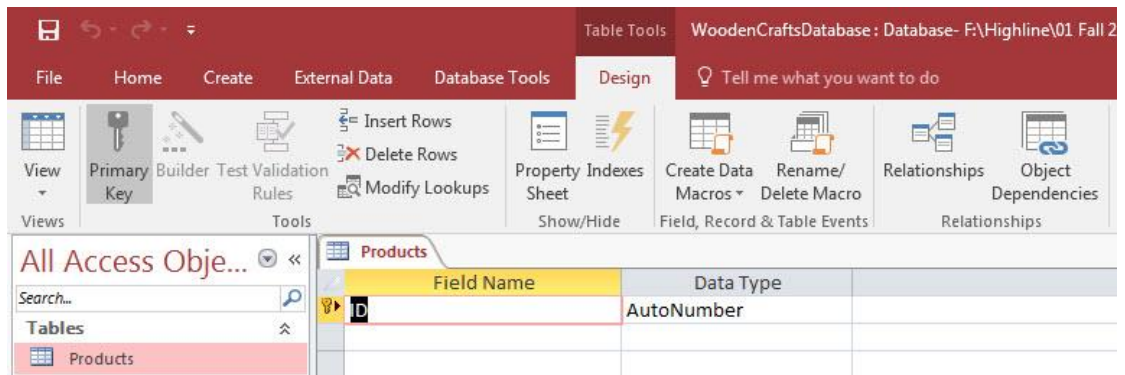 Table Tools WoodenCraftsDatabase : Database- F:\Highline\01 Fall 2
File Home Create External Data Database Tools Design Tell me what you want to do
View
Primary Key
Builder
Test Validation Rules
Insert Rows
Delete Rows
Modify Lookups
Property Sheet
Indexes
Create Data Macros
Rename/ Delete Macro
Relationships
Object Dependencies
Views Tools Show/Hide Field, Record & Table Events Relationships
All Access Obje... «
Search...
Tables
Products
Products
Field Name Data Type
ID AutoNumber